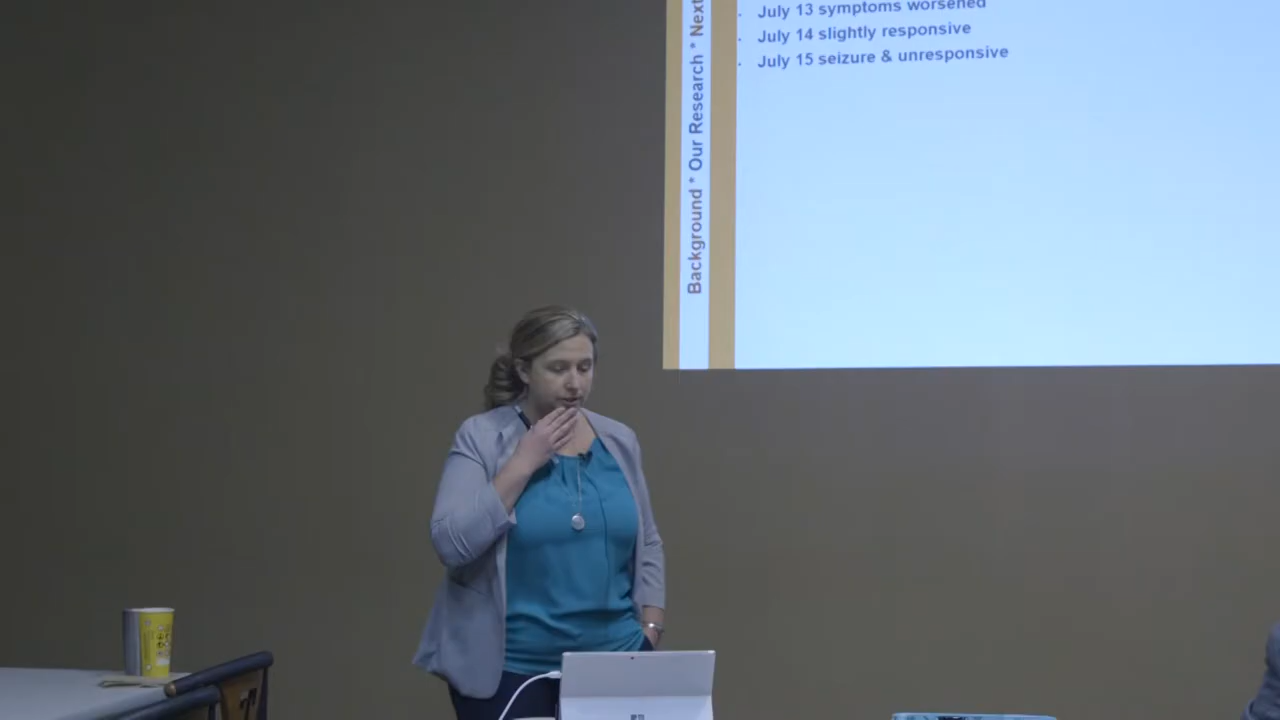 July 13 symptoms worsened
July 14 slightly responsive
July 15 seizure & unresponsive
Background * Our Research * Next